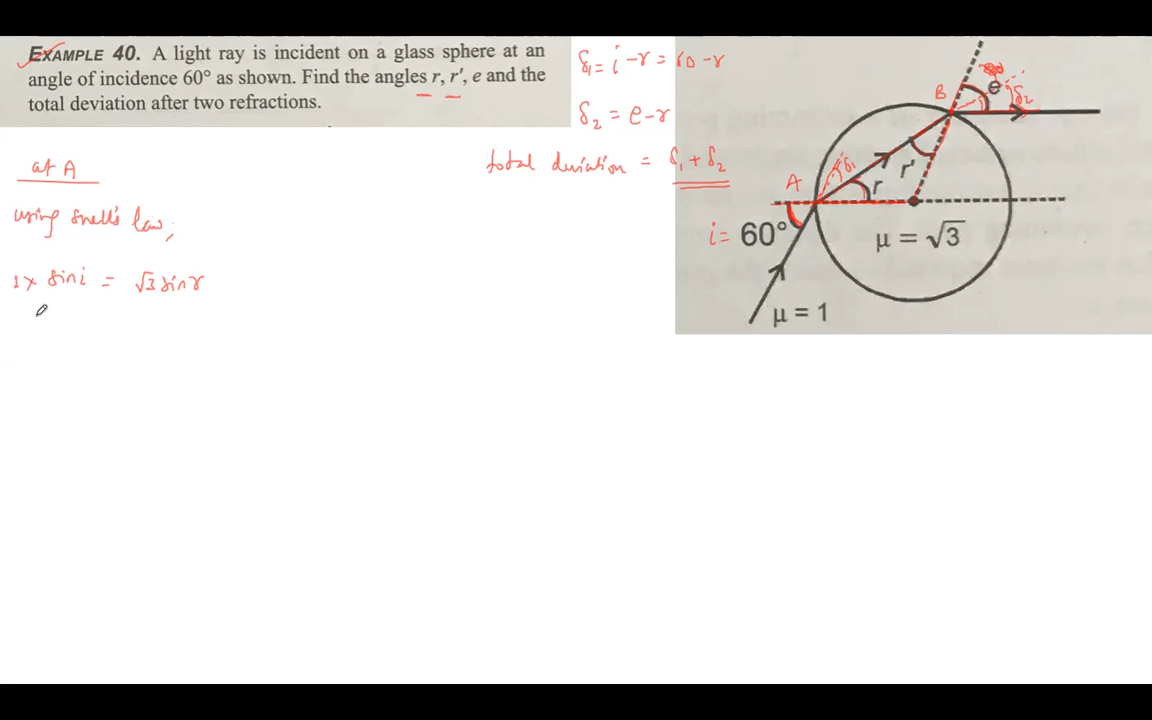 EXAMPLE 40. A light ray is incident on a glass sphere at an
angle of incidence 60° as shown. Find the angles r, r', e and the
total deviation after two refractions.
δ₁ = i - r = 60 - r
δ₂ = e - r
total deviation = δ₁ + δ₂
at A
using snell's law,
1× sin i = √3 sin r
B
e
δ₂
A
δ₁
r
r'
i = 60°
μ = √3
μ = 1